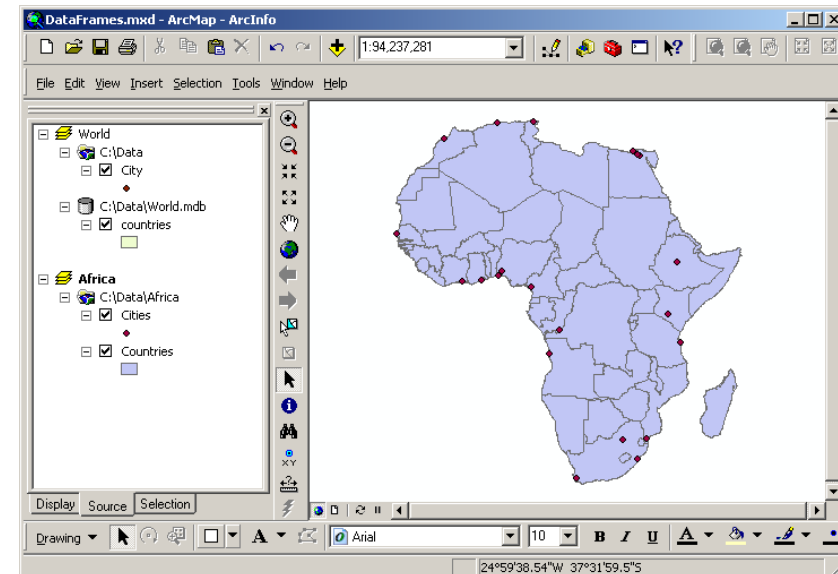 DataFrames.mxd - ArcMap - ArcInfo
1:94,237,281
File Edit View Insert Selection Tools Window Help
World
C:\Data
City
C:\Data\World.mdb
countries
Africa
C:\Data\Africa
Cities
Countries
XY
Display Source Selection
Drawing A Arial 10 B I U A
24°59'38.54"W 37°31'59.5"S